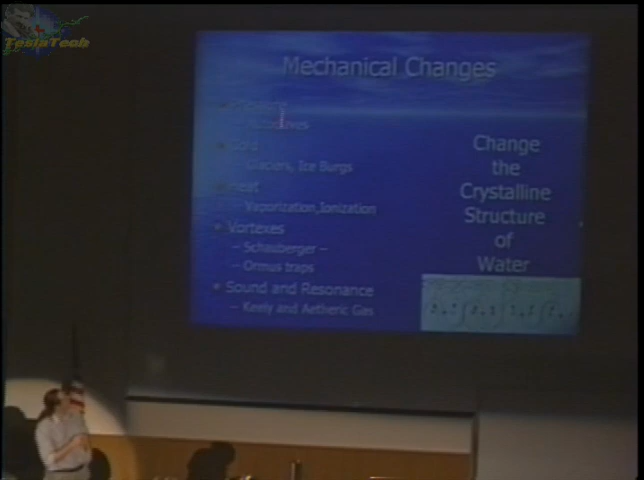 TeslaTech
Mechanical Changes
Cold
– Glaciers, Ice Burgs
Heat
– Vaporization,Ionization
• Vortexes
– Schauberger –
– Ormus traps
• Sound and Resonance
– Keely and Aetheric Gas
Change
the
Crystalline
Structure
of
Water